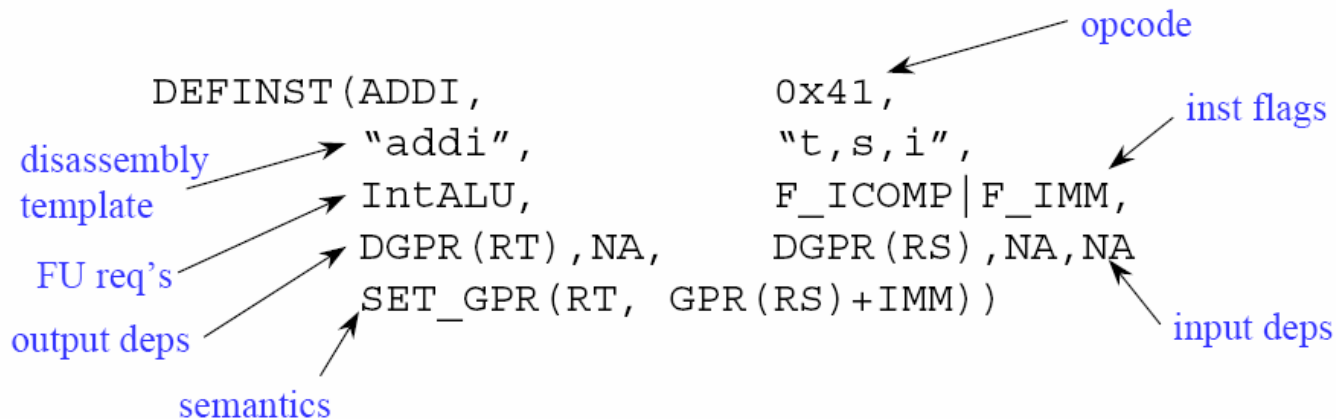 opcode
DEFINST(ADDI, 0x41,
inst flags
disassembly
template
“addi”, “t,s,i”,
IntALU, F_ICOMP|F_IMM,
FU req’s
DGPR(RT),NA, DGPR(RS),NA,NA
output deps
SET_GPR(RT, GPR(RS)+IMM))
input deps
semantics